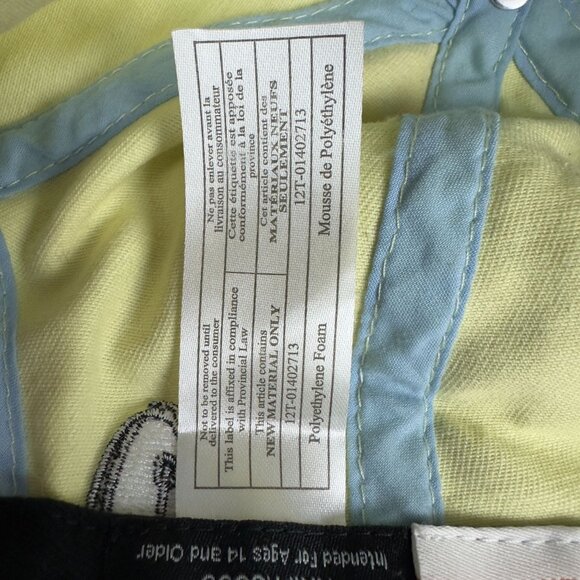 Not to be removed until
delivered to the consumer
This label is affixed in compliance
with Provincial Law
This article contains
NEW MATERIAL ONLY
12T-01402713
Polyethylene Foam
Ne pas enlever avant la
livraison au consommateur
Cette étiquette est apposée
conformément à la loi de la
province
Cet article contient des
MATÉRIAUX NEUFS
SEULEMENT
12T-01402713
Mousse de Polyéthylène
Intended For Ages 14 and Older